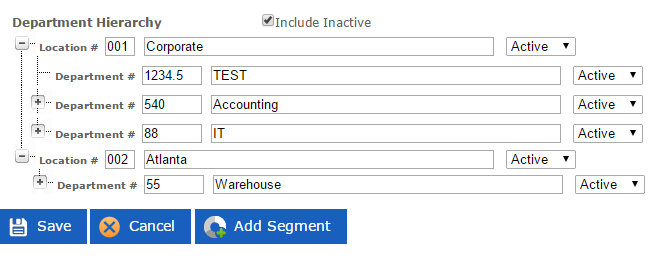 Department Hierarchy Include Inactive
Location # 001 Corporate Active
Department # 1234.5 TEST Active
Department # 540 Accounting Active
Department # 88 IT Active
Location # 002 Atlanta Active
Department # 55 Warehouse Active
Save Cancel Add Segment